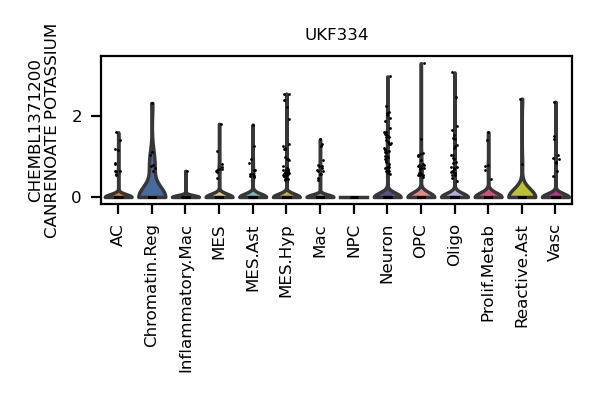 UKF334
CHEMBL1371200
CANRENOATE POTASSIUM
2
0
AC
Chromatin.Reg
Inflammatory.Mac
MES
MES.Ast
MES.Hyp
Mac
NPC
Neuron
OPC
Oligo
Prolif.Metab
Reactive.Ast
Vasc